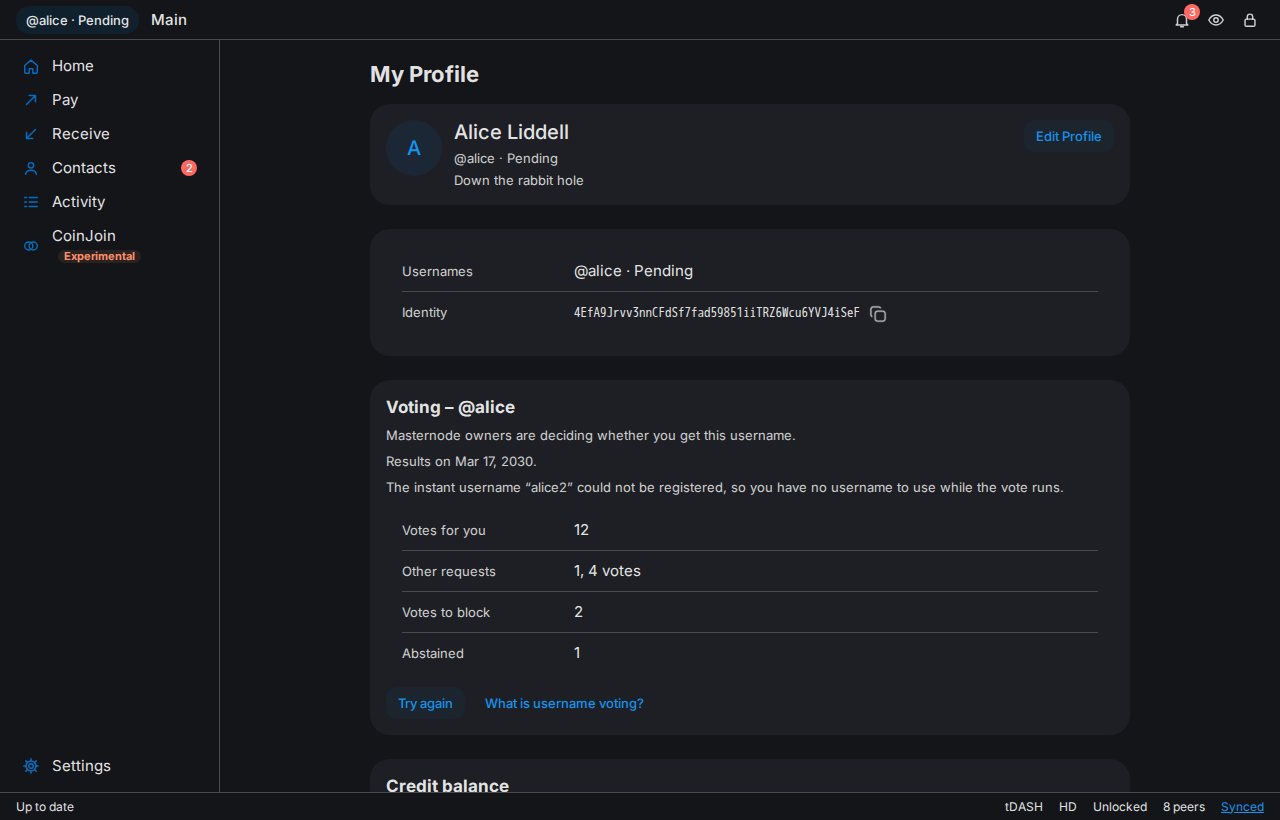 @alice · Pending
Main
3
Home
Pay
Receive
Contacts
2
Activity
CoinJoin
Experimental
Settings
My Profile
A
Alice Liddell
@alice · Pending
Down the rabbit hole
Edit Profile
Usernames
@alice · Pending
Identity
4EfA9Jrvv3nnCFdSf7fad59851iiTRZ6Wcu6YVJ4iSeF
Voting – @alice
Masternode owners are deciding whether you get this username.
Results on Mar 17, 2030.
The instant username “alice2” could not be registered, so you have no username to use while the vote runs.
Votes for you
12
Other requests
1, 4 votes
Votes to block
2
Abstained
1
Try again
What is username voting?
Credit balance
Up to date
tDASH
HD
Unlocked
8 peers
Synced